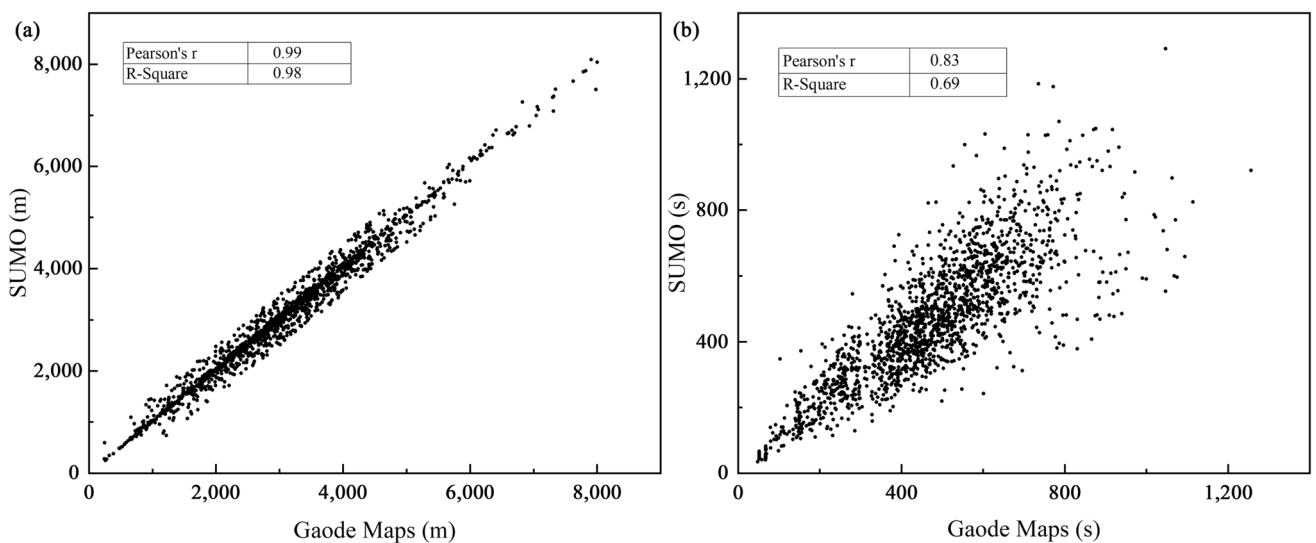 (a)
Pearson's r 0.99
R-Square 0.98
8,000
6,000
4,000
2,000
0
SUMO (m)
0 2,000 4,000 6,000 8,000
Gaode Maps (m)
(b)
Pearson's r 0.83
R-Square 0.69
1,200
800
400
0
SUMO (s)
0 400 800 1,200
Gaode Maps (s)